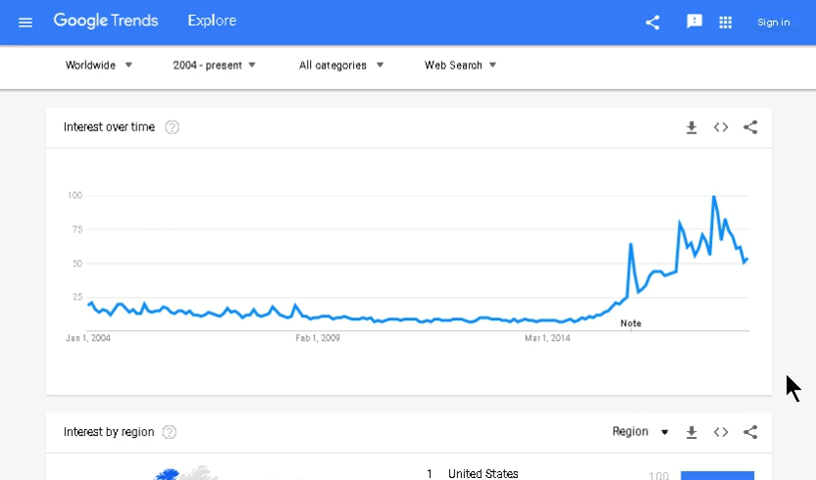 Google Trends Explore Sign in
Worldwide 2004 - present All categories Web Search
Interest over time ?
100
75
50
25
Note
Jan 1, 2004 Feb 1, 2009 Mar 1, 2014
Interest by region ? Region
1 United States 100